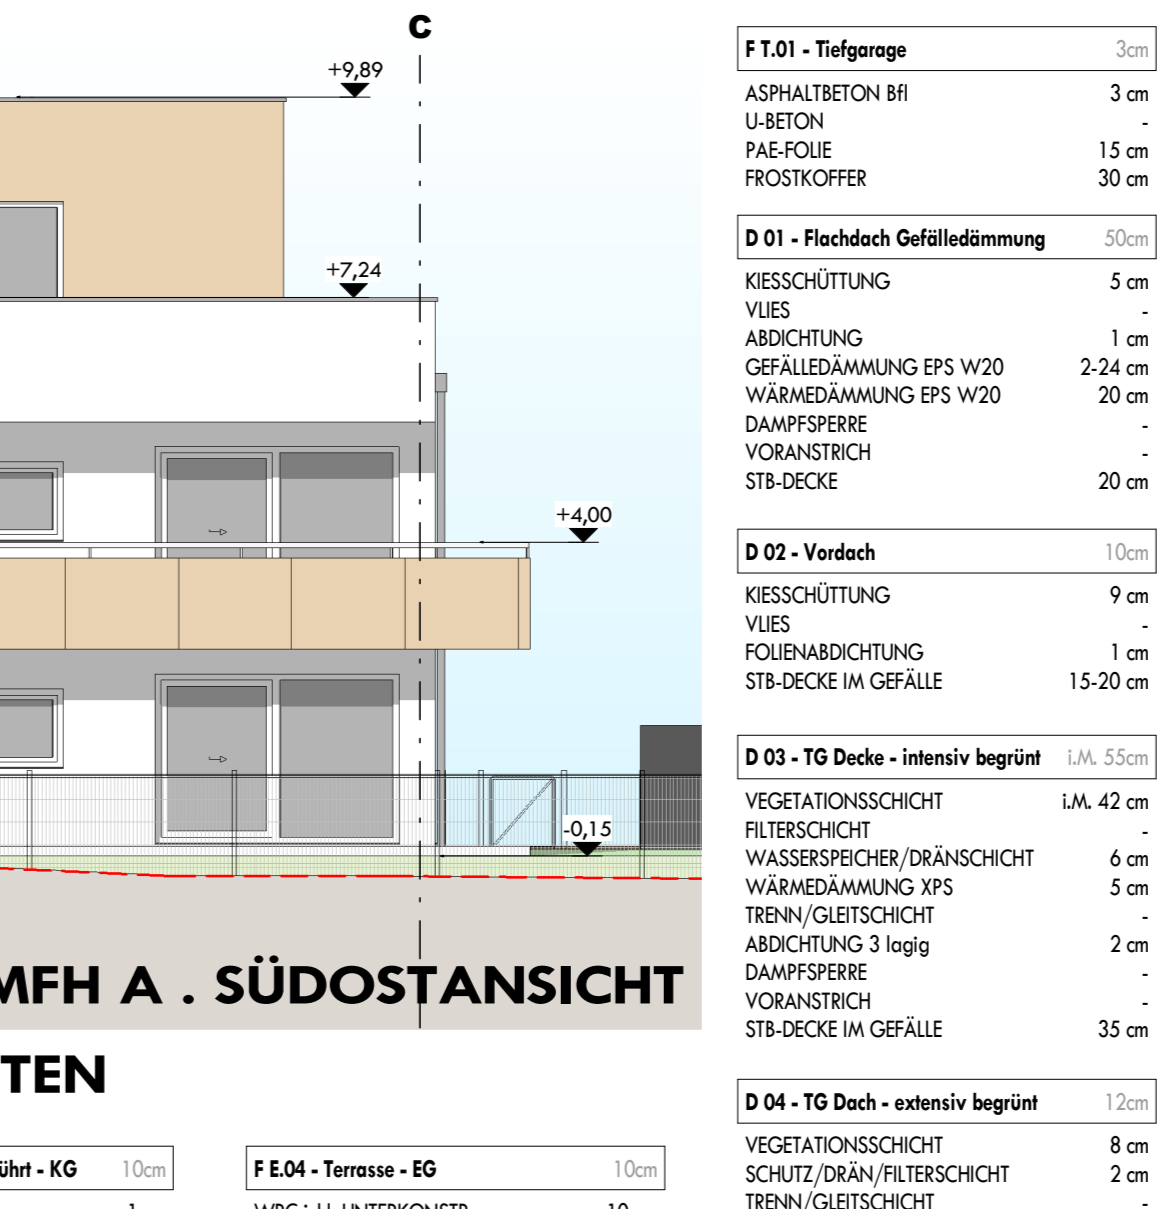 C
+9,89
+7,24
+4,00
-0,15
MFH A . SÜDOSTANSICHT
TEN
ührt - KG 10cm
F E.04 - Terrasse - EG 10cm
10
F T.01 - Tiefgarage 3cm
ASPHALTBETON Bfl 3 cm
U-BETON -
PAE-FOLIE 15 cm
FROSTKOFFER 30 cm
D 01 - Flachdach Gefälledämmung 50cm
KIESSCHÜTTUNG 5 cm
VLIES -
ABDICHTUNG 1 cm
GEFÄLLEDÄMMUNG EPS W20 2-24 cm
WÄRMEDÄMMUNG EPS W20 20 cm
DAMPFSPERRE -
VORANSTRICH -
STB-DECKE 20 cm
D 02 - Vordach 10cm
KIESSCHÜTTUNG 9 cm
VLIES -
FOLIENABDICHTUNG 1 cm
STB-DECKE IM GEFÄLLE 15-20 cm
D 03 - TG Decke - intensiv begrünt i.M. 55cm
VEGETATIONSSCHICHT i.M. 42 cm
FILTERSCHICHT -
WASSERSPEICHER/DRÄNSCHICHT 6 cm
WÄRMEDÄMMUNG XPS 5 cm
TRENN/GLEITSCHICHT -
ABDICHTUNG 3 lagig 2 cm
DAMPFSPERRE -
VORANSTRICH -
STB-DECKE IM GEFÄLLE 35 cm
D 04 - TG Dach - extensiv begrünt 12cm
VEGETATIONSSCHICHT 8 cm
SCHUTZ/DRÄN/FILTERSCHICHT 2 cm
TRENN/GLEITSCHICHT -